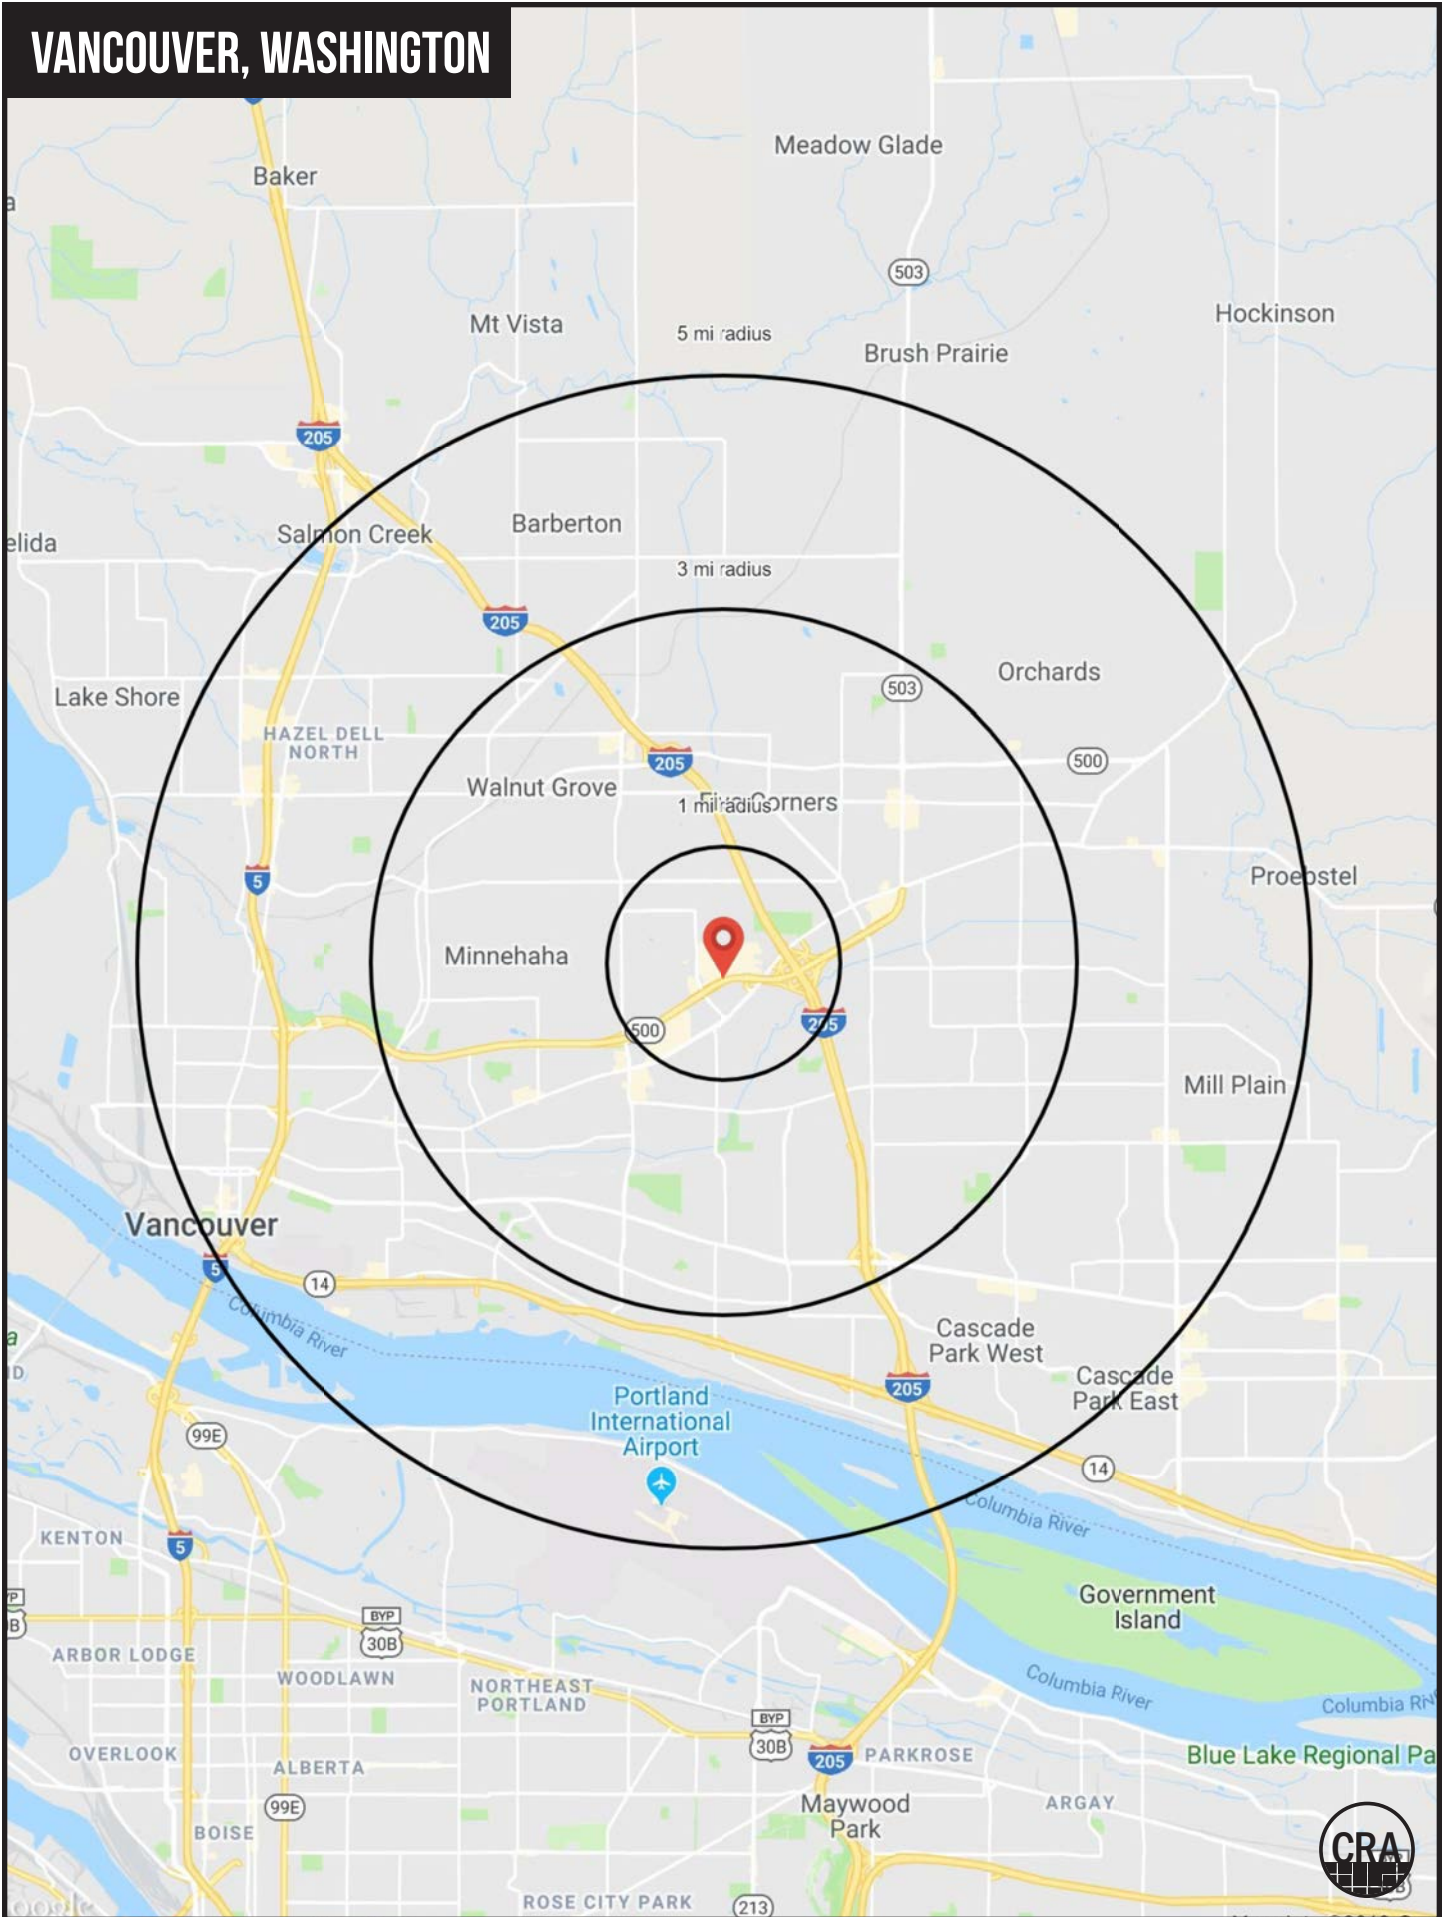 VANCOUVER, WASHINGTON
Meadow Glade
Baker
a
503
Hockinson
Mt Vista
5 mi radius
Brush Prairie
205
Salmon Creek
Barberton
elida
3 mi radius
205
Orchards
503
Lake Shore
HAZEL DELL
NORTH
205
500
Walnut Grove
1 mi radius
Corners
5
Proebstel
Minnehaha
500
205
Mill Plain
Vancouver
5
14
Columbia River
a
ID
Cascade
Park West
Cascade
Park East
205
Portland
International
Airport
99E
14
Columbia River
KENTON
5
Government
Island
YP
BYP
30B
ARBOR LODGE
WOODLAWN
NORTHEAST
PORTLAND
Columbia River
Columbia Riv
BYP
30B
OVERLOOK
ALBERTA
205
PARKROSE
Blue Lake Regional Pa
99E
Maywood
Park
ARGAY
BOISE
CRA
ROSE CITY PARK
213